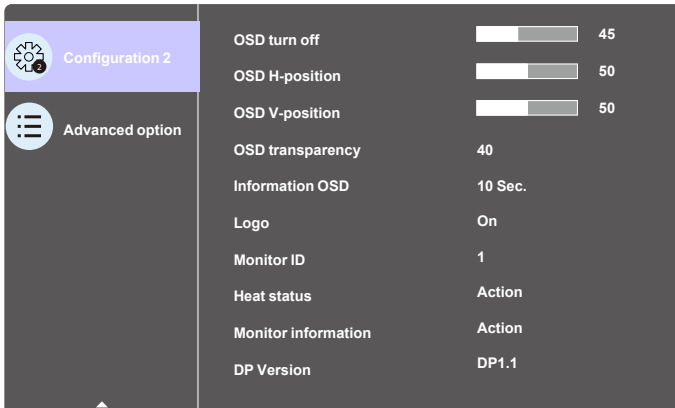 2
Configuration 2
Advanced option
OSD turn off 45
OSD H-position 50
OSD V-position 50
OSD transparency 40
Information OSD 10 Sec.
Logo On
Monitor ID 1
Heat status Action
Monitor information Action
DP Version DP1.1